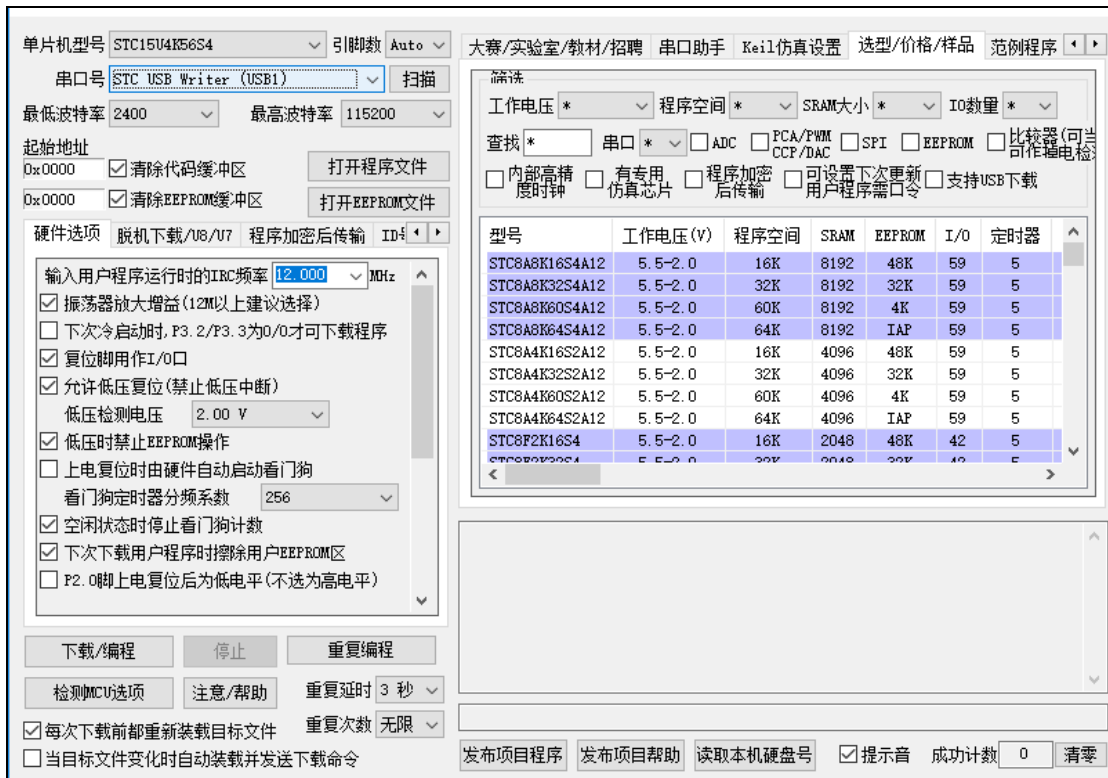 单片机型号 STC15U4K56S4 引脚数 Auto
串口号 STC USB Writer (USB1) 扫描
最低波特率 2400 最高波特率 115200
起始地址
0x0000 清除代码缓冲区 打开程序文件
0x0000 清除EEPROM缓冲区 打开EEPROM文件
硬件选项 脱机下载/U8/U7 程序加密后传输
输入用户程序运行时的IRC频率 12.000 MHz
振荡器放大增益(12M以上建议选择)
下次冷启动时,P3.2/P3.3为0/0才可下载程序
复位脚用作I/O口
允许低压复位(禁止低压中断)
低压检测电压 2.00 V
低压时禁止EEPROM操作
上电复位时由硬件自动启动看门狗
看门狗定时器分频系数 256
空闲状态时停止看门狗计数
下次下载用户程序时擦除用户EEPROM区
P2.0脚上电复位后为低电平(不选为高电平)
下载/编程 停止 重复编程
检测MCU选项 注意/帮助 重复延时 3 秒
每次下载前都重新装载目标文件 重复次数 无限
当目标文件变化时自动装载并发送下载命令
大赛/实验室/教材/招聘 串口助手 Keil仿真设置 选型/价格/样品 范例程序
筛选
工作电压 * 程序空间 * SRAM大小 * IO数量 *
查找 * 串口 * ADC PCA/PWM CCP/DAC SPI EEPROM 比较器(可当 可作掉电检
内部高精度时钟 有专用仿真芯片 程序加密后传输 可设置下次更新用户程序需口令 支持USB下载
型号 工作电压(V) 程序空间 SRAM EEPROM I/O 定时器
STC8A8K16S4A12 5.5-2.0 16K 8192 48K 59 5
STC8A8K32S4A12 5.5-2.0 32K 8192 32K 59 5
STC8A8K60S4A12 5.5-2.0 60K 8192 4K 59 5
STC8A8K64S4A12 5.5-2.0 64K 8192 IAP 59 5
STC8A4K16S2A12 5.5-2.0 16K 4096 48K 59 5
STC8A4K32S2A12 5.5-2.0 32K 4096 32K 59 5
STC8A4K60S2A12 5.5-2.0 60K 4096 4K 59 5
STC8A4K64S2A12 5.5-2.0 64K 4096 IAP 59 5
STC8F2K16S4 5.5-2.0 16K 2048 48K 42 5
STC8F2K32S4 5.5-2.0 32K 2048 32K 42 5
发布项目程序 发布项目帮助 读取本机硬盘号 提示音 成功计数 0 清零